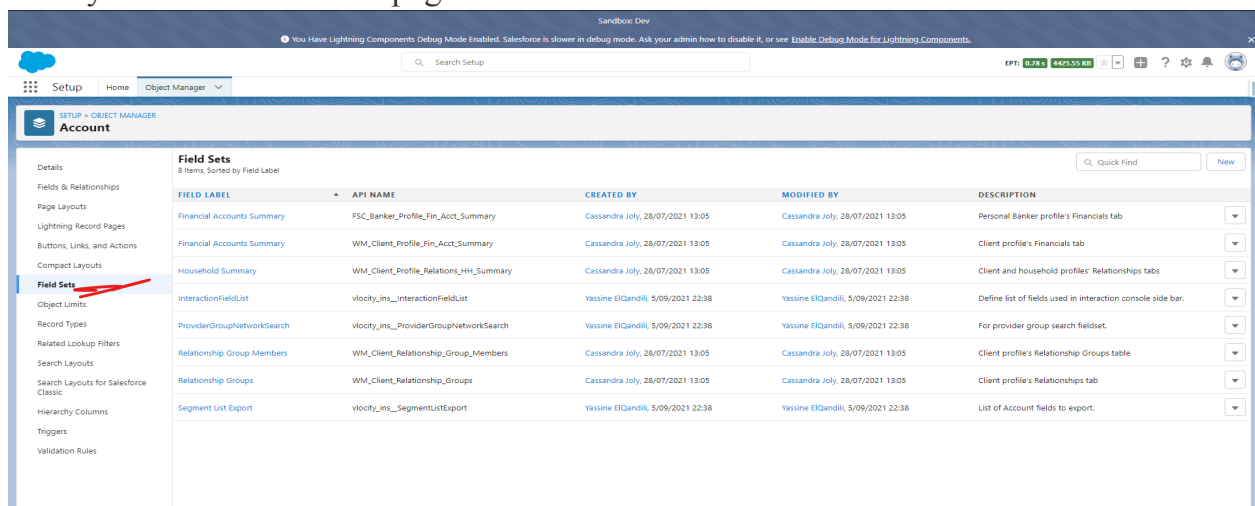 Sandbox: Dev
You Have Lightning Components Debug Mode Enabled. Salesforce is slower in debug mode. Ask your admin how to disable it, or see Enable Debug Mode for Lightning Components.
Search Setup
EPT: 0.78 s 4425.55 KB
Setup Home Object Manager
SETUP > OBJECT MANAGER
Account
Details
Fields & Relationships
Page Layouts
Lightning Record Pages
Buttons, Links, and Actions
Compact Layouts
Field Sets
Object Limits
Record Types
Related Lookup Filters
Search Layouts
Search Layouts for Salesforce
Classic
Hierarchy Columns
Triggers
Validation Rules
Field Sets
8 Items, Sorted by Field Label
Quick Find
New
FIELD LABEL API NAME CREATED BY MODIFIED BY DESCRIPTION
Financial Accounts Summary FSC_Banker_Profile_Fin_Acct_Summary Cassandra Joly, 28/07/2021 13:05 Cassandra Joly, 28/07/2021 13:05 Personal Banker profile's Financials tab
Financial Accounts Summary WM_Client_Profile_Fin_Acct_Summary Cassandra Joly, 28/07/2021 13:05 Cassandra Joly, 28/07/2021 13:05 Client profile's Financials tab
Household Summary WM_Client_Profile_Relations_HH_Summary Cassandra Joly, 28/07/2021 13:05 Cassandra Joly, 28/07/2021 13:05 Client and household profiles' Relationships tabs
InteractionFieldList vlocity_ins__InteractionFieldList Yassine ElQandili, 5/09/2021 22:38 Yassine ElQandili, 5/09/2021 22:38 Define list of fields used in interaction console side bar.
ProviderGroupNetworkSearch vlocity_ins__ProviderGroupNetworkSearch Yassine ElQandili, 5/09/2021 22:38 Yassine ElQandili, 5/09/2021 22:38 For provider group search fieldset.
Relationship Group Members WM_Client_Relationship_Group_Members Cassandra Joly, 28/07/2021 13:05 Cassandra Joly, 28/07/2021 13:05 Client profile's Relationship Groups table
Relationship Groups WM_Client_Relationship_Groups Cassandra Joly, 28/07/2021 13:05 Cassandra Joly, 28/07/2021 13:05 Client profile's Relationships tab
Segment List Export vlocity_ins__SegmentListExport Yassine ElQandili, 5/09/2021 22:38 Yassine ElQandili, 5/09/2021 22:38 List of Account fields to export.